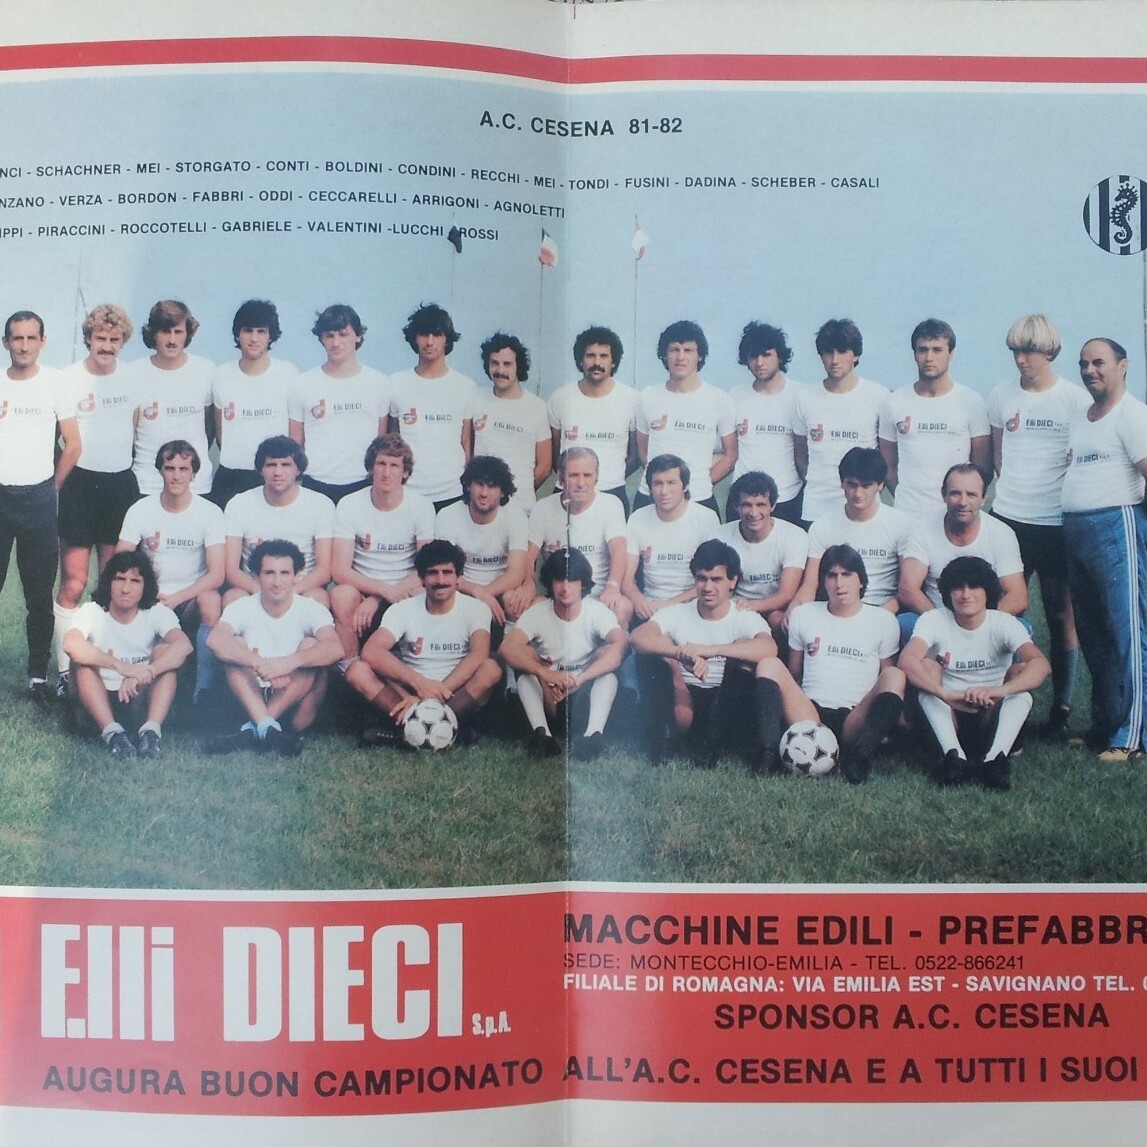 A.C. CESENA 81-82
NCI - SCHACHNER - MEI - STORGATO - CONTI - BOLDINI - CONDINI - RECCHI - MEI - TONDI - FUSINI - DADINA - SCHEBER - CASALI
NZANO - VERZA - BORDON - FABBRI - ODDI - CECCARELLI - ARRIGONI - AGNOLETTI
IPPI - PIRACCINI - ROCCOTELLI - GABRIELE - VALENTINI -LUCCHI - ROSSI
F.lli DIECI S.p.A.
AUGURA BUON CAMPIONATO ALL'A.C. CESENA E A TUTTI I SUOI
MACCHINE EDILI - PREFABBR
SEDE: MONTECCHIO-EMILIA - TEL. 0522-866241
FILIALE DI ROMAGNA: VIA EMILIA EST - SAVIGNANO TEL.
SPONSOR A.C. CESENA